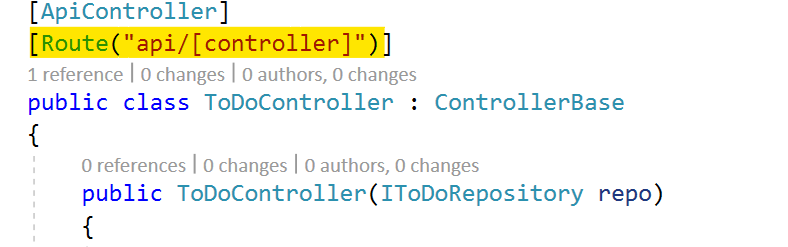 [ApiController]
[Route("api/[controller]")]
1 reference | 0 changes | 0 authors, 0 changes
public class ToDoController : ControllerBase
{
0 references | 0 changes | 0 authors, 0 changes
public ToDoController(IToDoRepository repo)
{